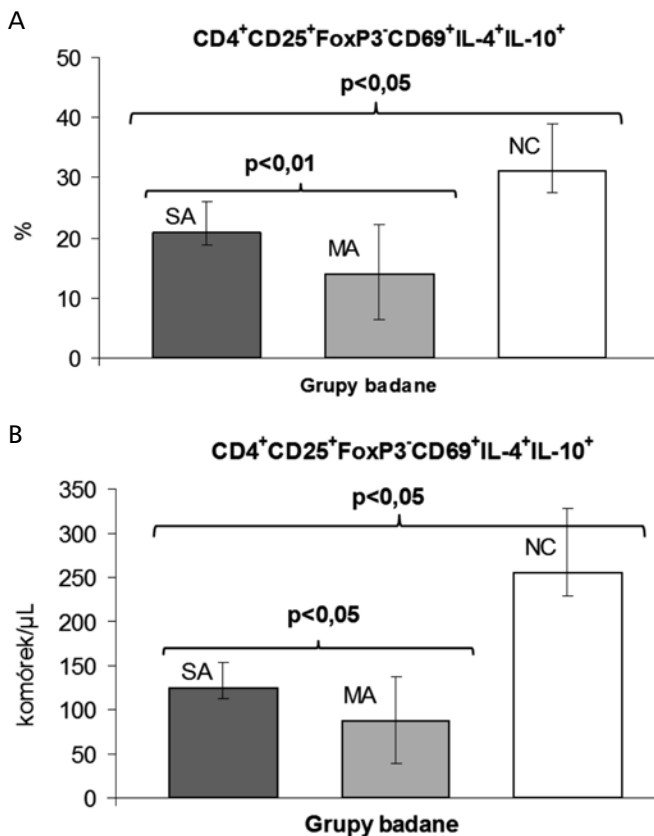 A
CD4⁺CD25⁺FoxP3⁻CD69⁺IL-4⁺IL-10⁺
50
40
30
20
10
0
%
p<0,05
p<0,01
SA
MA
NC
Grupy badane
B
CD4⁺CD25⁺FoxP3⁻CD69⁺IL-4⁺IL-10⁺
350
300
250
200
150
100
50
0
komórek/µL
p<0,05
p<0,05
SA
MA
NC
Grupy badane